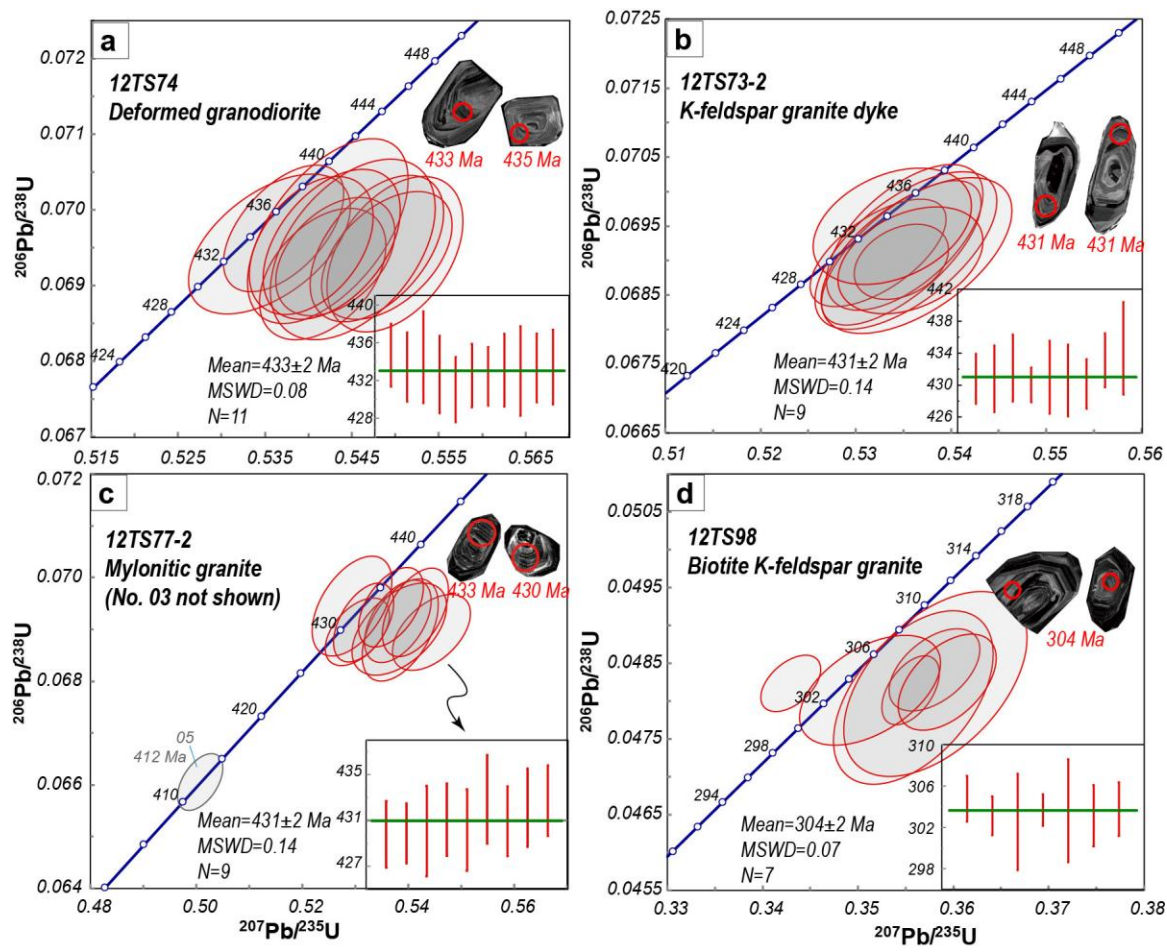 a
12TS74
Deformed granodiorite
433 Ma
435 Ma
0.072
0.071
0.070
0.069
0.068
0.067
206Pb/238U
448
444
440
436
432
428
424
Mean=433±2 Ma
MSWD=0.08
N=11
440
436
432
428
0.515
0.525
0.535
0.545
0.555
0.565
b
12TS73-2
K-feldspar granite dyke
431 Ma
431 Ma
0.0725
0.0715
0.0705
0.0695
0.0685
0.0675
0.0665
206Pb/238U
448
444
440
436
432
428
424
420
Mean=431±2 Ma
MSWD=0.14
N=9
442
438
434
430
426
0.51
0.52
0.53
0.54
0.55
0.56
c
12TS77-2
Mylonitic granite
(No. 03 not shown)
433 Ma
430 Ma
0.072
0.070
0.068
0.066
0.064
206Pb/238U
440
430
420
410
05
412 Ma
Mean=431±2 Ma
MSWD=0.14
N=9
435
431
427
0.48
0.50
0.52
0.54
0.56
207Pb/235U
d
12TS98
Biotite K-feldspar granite
304 Ma
0.0505
0.0495
0.0485
0.0475
0.0465
0.0455
206Pb/238U
318
314
310
306
302
298
294
Mean=304±2 Ma
MSWD=0.07
N=7
310
306
302
298
0.33
0.34
0.35
0.36
0.37
0.38
207Pb/235U